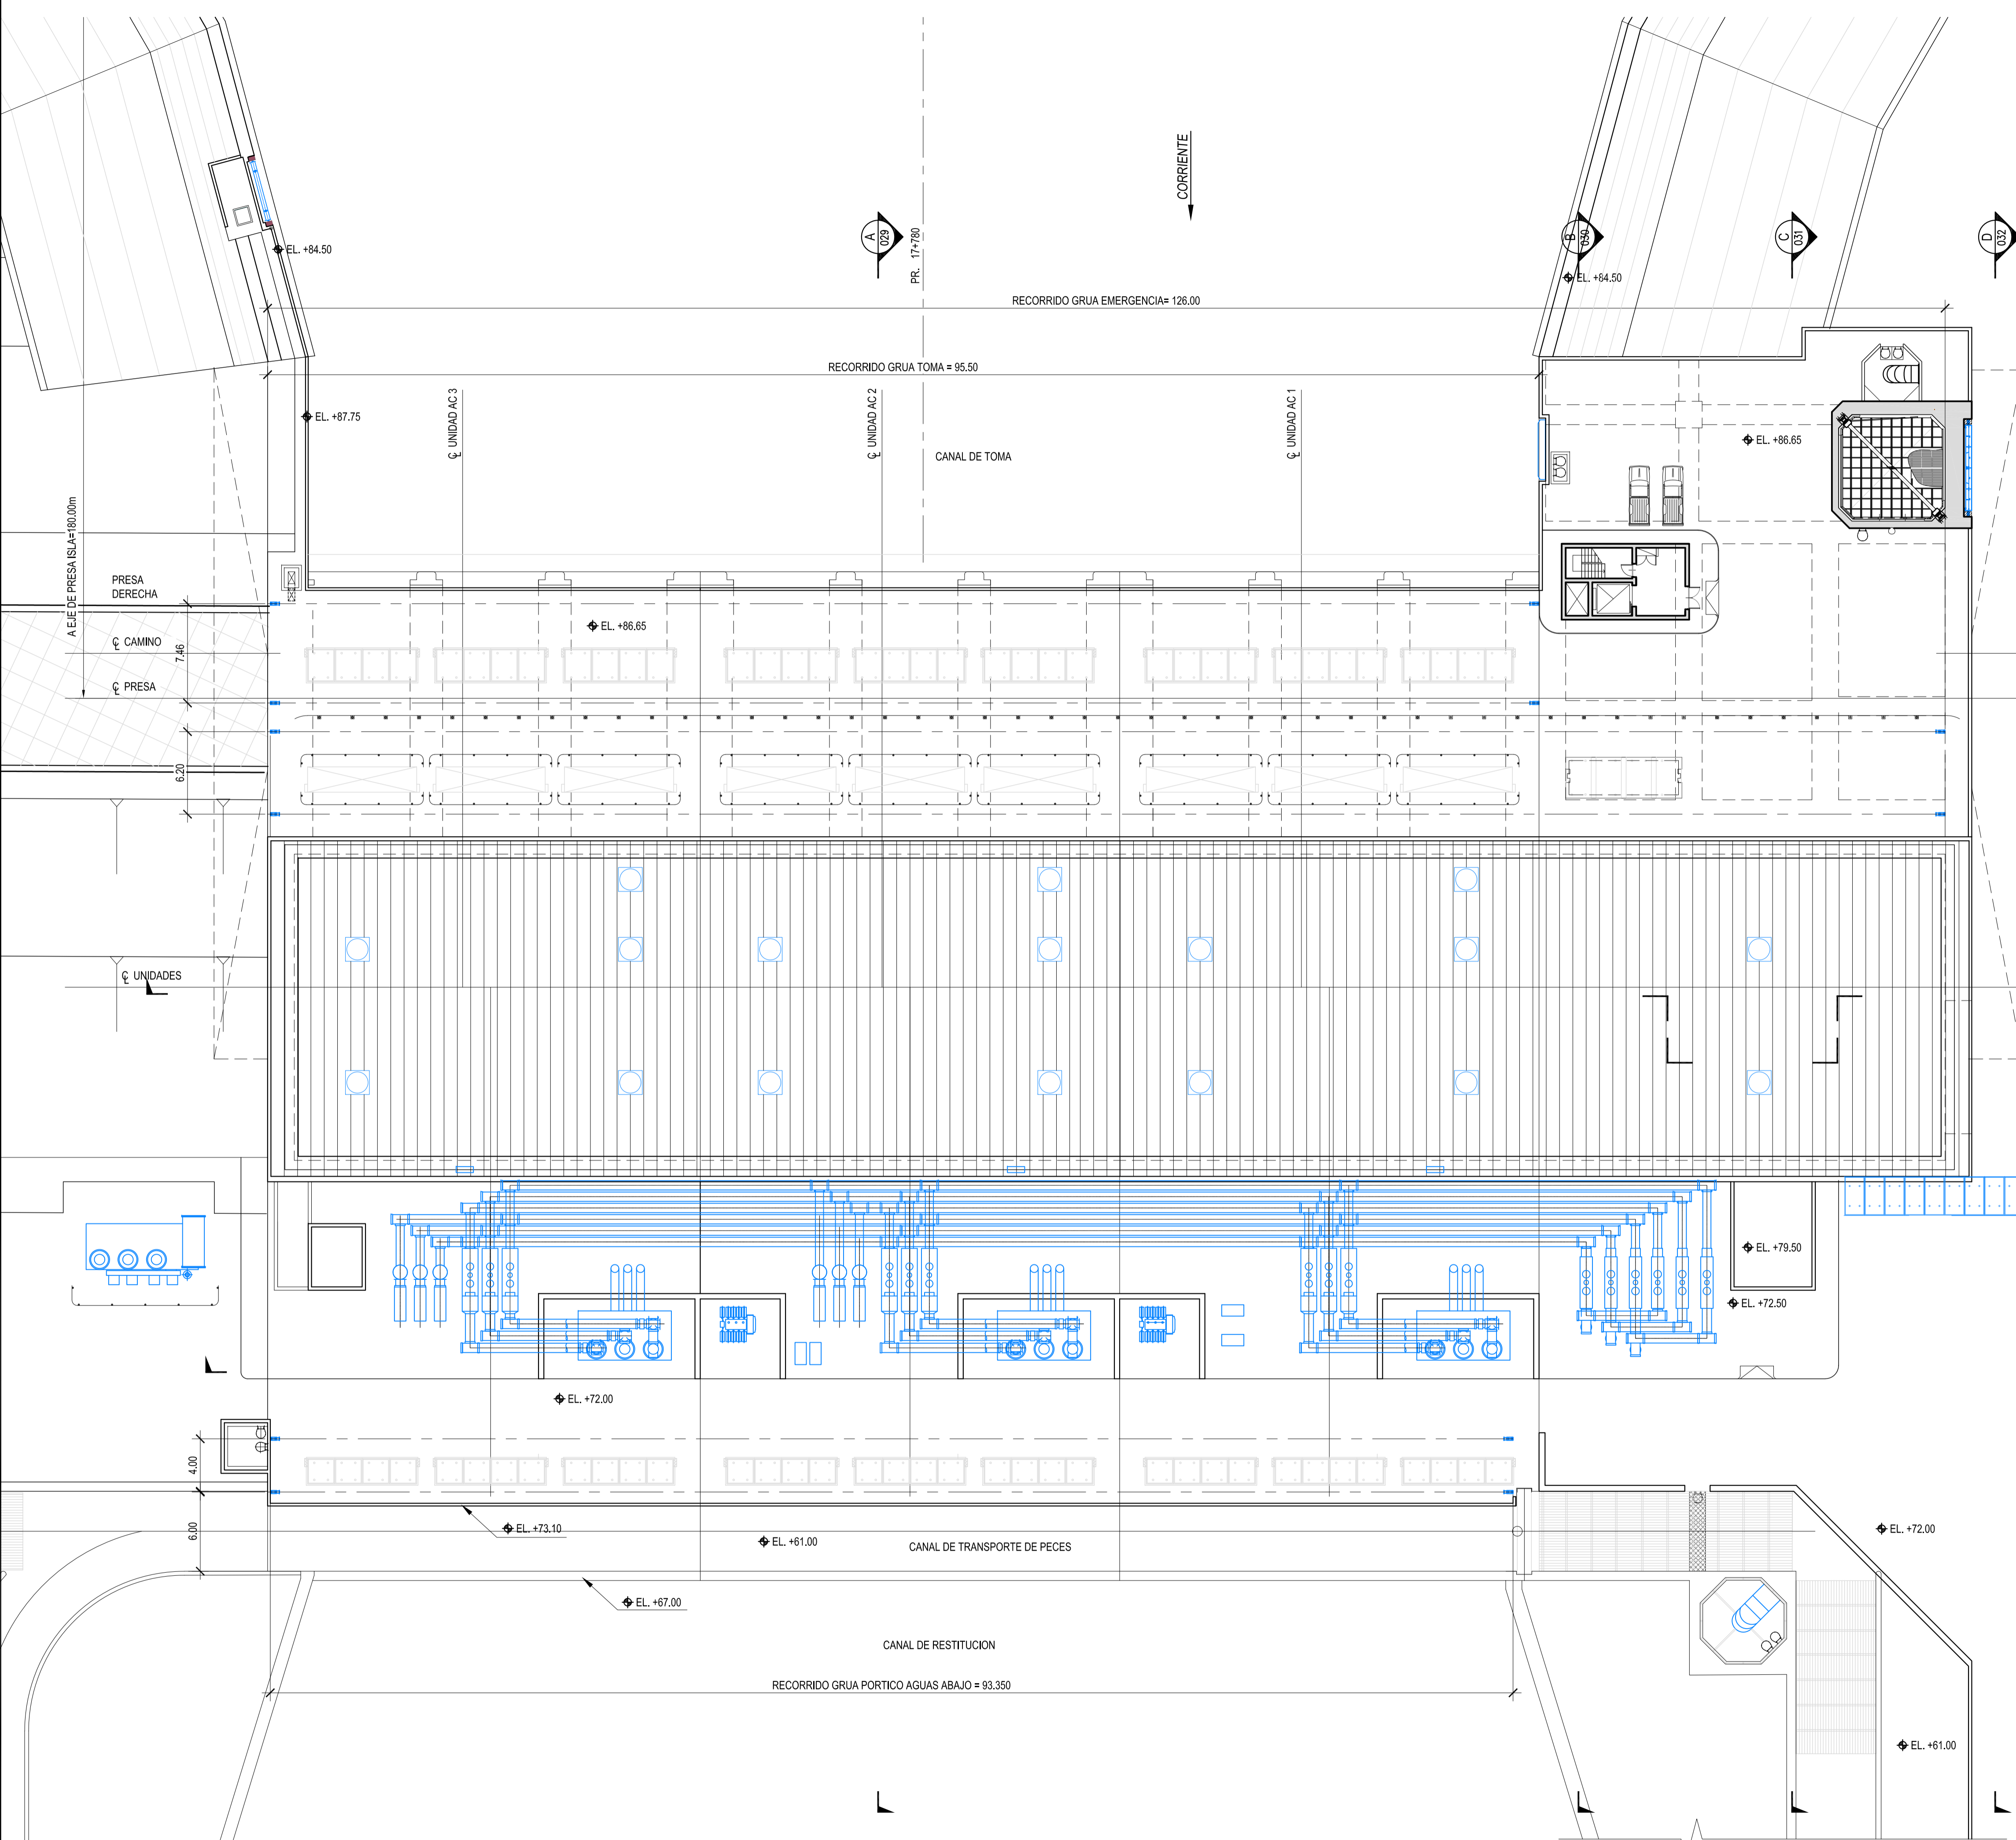 CORRIENTE
A
029
PR. 17+780
B
030
C
031
D
032
EL. +84.50
EL. +84.50
RECORRIDO GRUA EMERGENCIA= 126.00
RECORRIDO GRUA TOMA = 95.50
EL. +87.75
℄ UNIDAD AC 3
℄ UNIDAD AC 2
CANAL DE TOMA
℄ UNIDAD AC 1
EL. +86.65
A EJE DE PRESA ISLA=180.00m
PRESA
DERECHA
EL. +86.65
℄ CAMINO
7.46
℄ PRESA
6.20
℄ UNIDADES
EL. +79.50
EL. +72.50
EL. +72.00
4.00
6.00
EL. +73.10
EL. +61.00
CANAL DE TRANSPORTE DE PECES
EL. +72.00
EL. +67.00
CANAL DE RESTITUCION
RECORRIDO GRUA PORTICO AGUAS ABAJO = 93.350
EL. +61.00